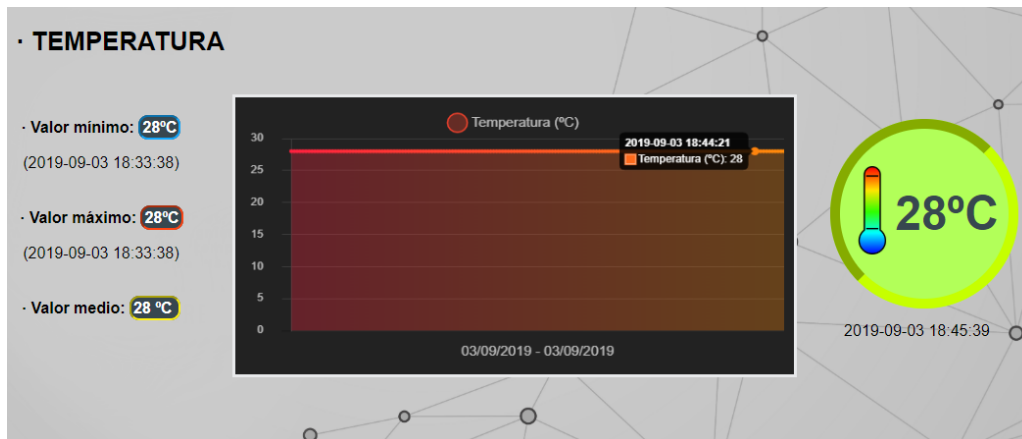 · TEMPERATURA
· Valor mínimo: 28ºC
(2019-09-03 18:33:38)
· Valor máximo: 28ºC
(2019-09-03 18:33:38)
· Valor medio: 28 ºC
Temperatura (ºC)
30
25
20
15
10
5
0
2019-09-03 18:44:21
Temperatura (ºC): 28
03/09/2019 - 03/09/2019
28ºC
2019-09-03 18:45:39